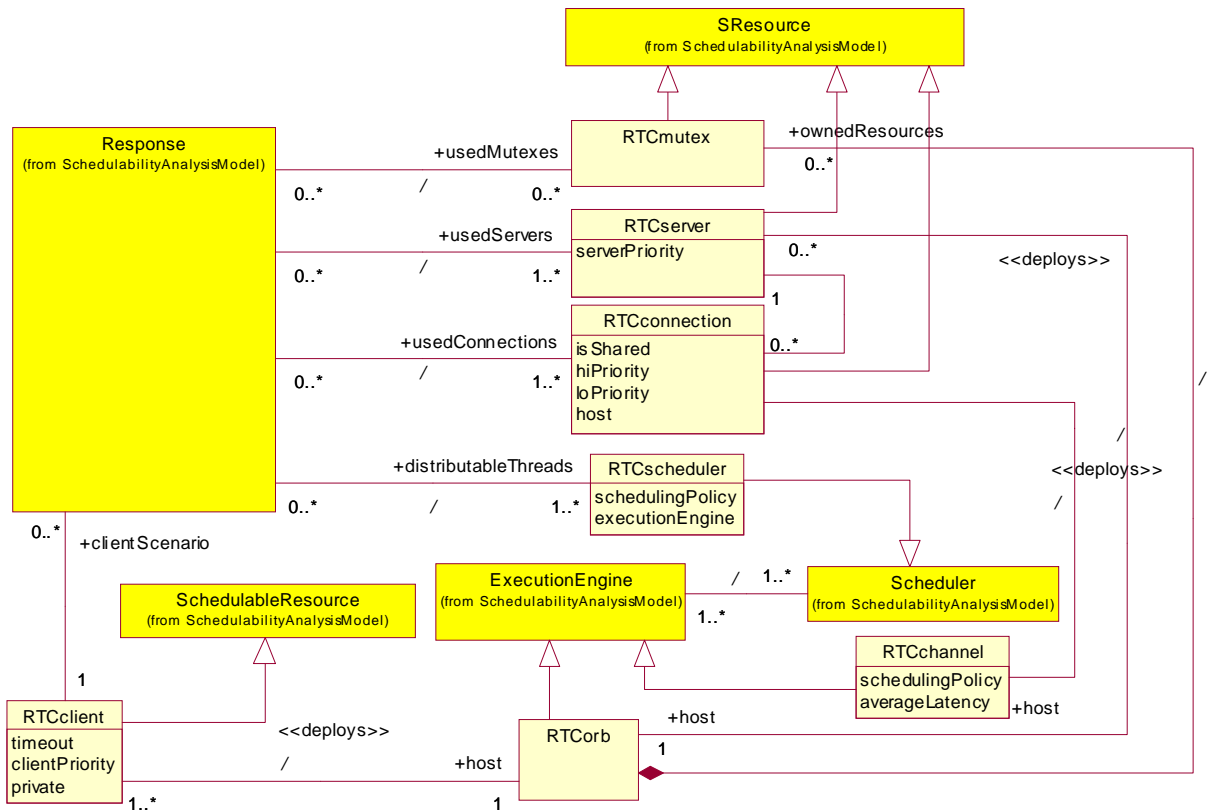 SResource
(from SchedulabilityAnalysisModel)
Response
(from SchedulabilityAnalysisModel)
+usedMutexes
0..*
/
0..*
RTCmutex
+ownedResources
0..*
/
+usedServers
0..*
/
1..*
RTCserver
serverPriority
0..*
<<deploys>>
/
1
0..*
+usedConnections
0..*
/
1..*
RTCconnection
isShared
hiPriority
loPriority
host
<<deploys>>
/
+distributableThreads
0..*
/
1..*
RTCscheduler
schedulingPolicy
executionEngine
0..*
+clientScenario
1
SchedulableResource
(from SchedulabilityAnalysisModel)
ExecutionEngine
(from SchedulabilityAnalysisModel)
/
1..*
1..*
Scheduler
(from SchedulabilityAnalysisModel)
RTCchannel
schedulingPolicy
averageLatency
+host
RTCclient
timeout
clientPriority
private
<<deploys>>
/
+host
1..*
1
RTCorb
+host
1